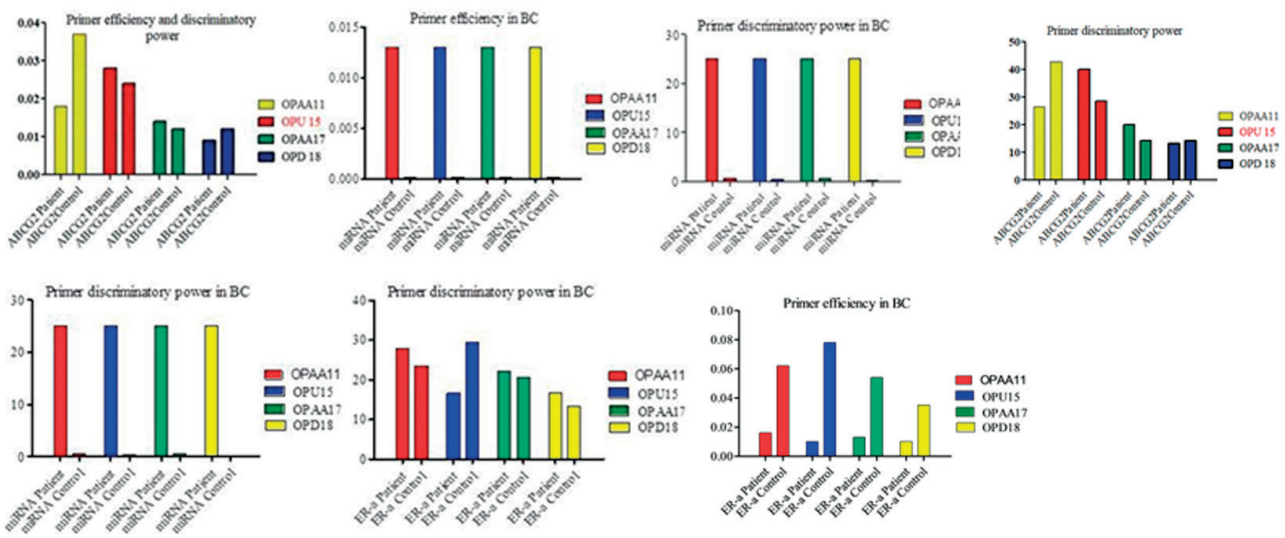 Primer efficiency and discriminatory
power
0.04
0.03
0.02
0.01
0.00
ABCG2 Patient
ABCG2Control
ABCG2 Patient
ABCG2Control
ABCG2 Patient
ABCG2Control
ABCG2 Patient
ABCG2Control
OPAA11
OPU 15
OPAA17
OPD 18
Primer efficiency in BC
0.015
0.010
0.005
0.000
miRNA Patient
miRNA Control
miRNA Patient
miRNA Control
miRNA Patient
miRNA Control
miRNA Patient
miRNA Control
OPAA11
OPU15
OPAA17
OPD18
Primer discriminatory power in BC
30
20
10
0
miRNA Patient
miRNA Control
miRNA Patient
miRNA Control
miRNA Patient
miRNA Control
miRNA Patient
miRNA Control
OPAA
OPU1
OPAA
OPD1
Primer discriminatory power
50
40
30
20
10
0
ABCG2Patient
ABCG2Control
ABCG2Patient
ABCG2Control
ABCG2Patient
ABCG2Control
ABCG2Patient
ABCG2Control
OPAA11
OPU 15
OPAA17
OPD 18
Primer discriminatory power in BC
30
20
10
0
miRNA Patient
miRNA Control
miRNA Patient
miRNA Control
miRNA Patient
miRNA Control
miRNA Patient
miRNA Control
OPAA11
OPU15
OPAA17
OPD18
Primer discriminatory power in BC
40
30
20
10
0
ER-a Patient
ER-a Control
ER-a Patient
ER-a Control
ER-a Patient
ER-a Control
ER-a Patient
ER-a Control
OPAA11
OPU15
OPAA17
OPD18
Primer efficiency in BC
0.10
0.08
0.06
0.04
0.02
0.00
ER-a Patient
ER-a Control
ER-a Patient
ER-a Control
ER-a Patient
ER-a Control
ER-a Patient
ER-a Control
OPAA11
OPU15
OPAA17
OPD18